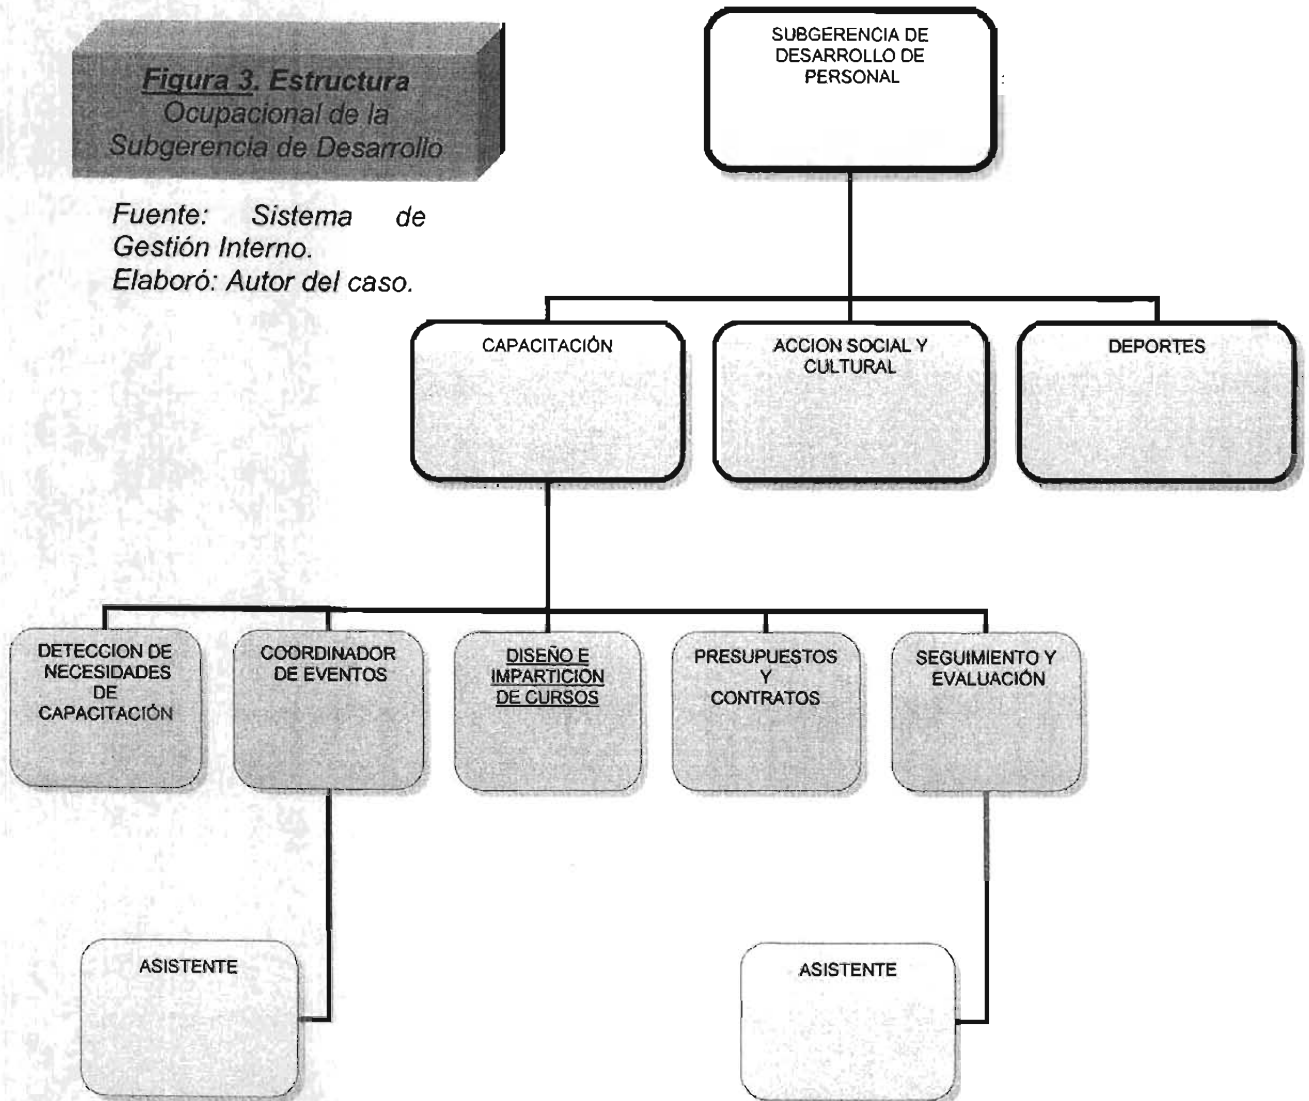 Figura 3. Estructura
Ocupacional de la
Subgerencia de Desarrollo
Fuente: Sistema de
Gestión Interno.
Elaboró: Autor del caso.
SUBGERENCIA DE
DESARROLLO DE
PERSONAL
CAPACITACIÓN
ACCION SOCIAL Y
CULTURAL
DEPORTES
DETECCION DE
NECESIDADES
DE
CAPACITACIÓN
COORDINADOR
DE EVENTOS
DISEÑO E
IMPARTICION
DE CURSOS
PRESUPUESTOS
Y
CONTRATOS
SEGUIMIENTO Y
EVALUACIÓN
ASISTENTE
ASISTENTE